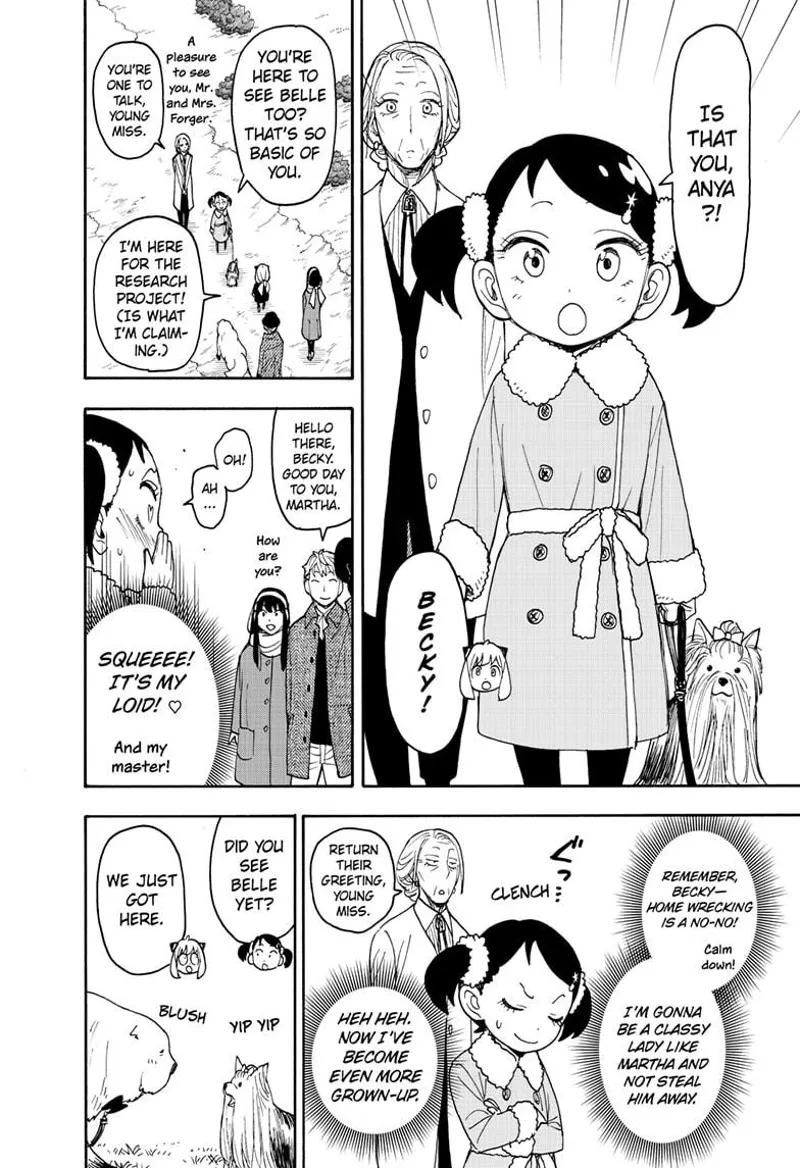 IS
THAT
YOU,
ANYA
?!
BECKY!
YOU'RE
HERE TO
SEE BELLE
TOO?
THAT'S SO
BASIC OF
YOU.
A
pleasure
to see
you, Mr.
and Mrs.
Forger.
YOU'RE
ONE TO
TALK,
YOUNG
MISS.
I'M HERE
FOR THE
RESEARCH
PROJECT!
(IS WHAT
I'M CLAIM-
ING.)
HELLO
THERE,
BECKY.
GOOD DAY
TO YOU,
MARTHA.
How
are
you?
OH!
AH
...
SQUEEEE!
IT'S MY
LOID! ♡
And my
master!
REMEMBER,
BECKY—
HOME WRECKING
IS A NO-NO!
Calm
down!
I'M GONNA
BE A CLASSY
LADY LIKE
MARTHA AND
NOT STEAL
HIM AWAY.
ぐっ
CLENCH
RETURN
THEIR
GREETING,
YOUNG
MISS.
HEH HEH.
NOW I'VE
BECOME
EVEN MORE
GROWN-UP.
DID YOU
SEE
BELLE
YET?
WE JUST
GOT
HERE.
BLUSH
YIP YIP